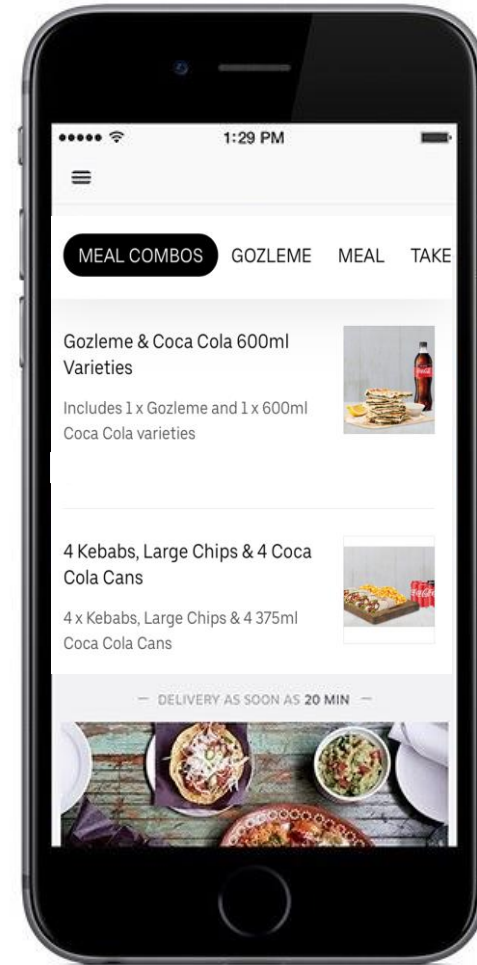 1:29 PM
MEAL COMBOS GOZLEME MEAL TAKE
Gozleme & Coca Cola 600ml
Varieties
Includes 1 x Gozleme and 1 x 600ml
Coca Cola varieties
4 Kebabs, Large Chips & 4 Coca
Cola Cans
4 x Kebabs, Large Chips & 4 375ml
Coca Cola Cans
DELIVERY AS SOON AS 20 MIN